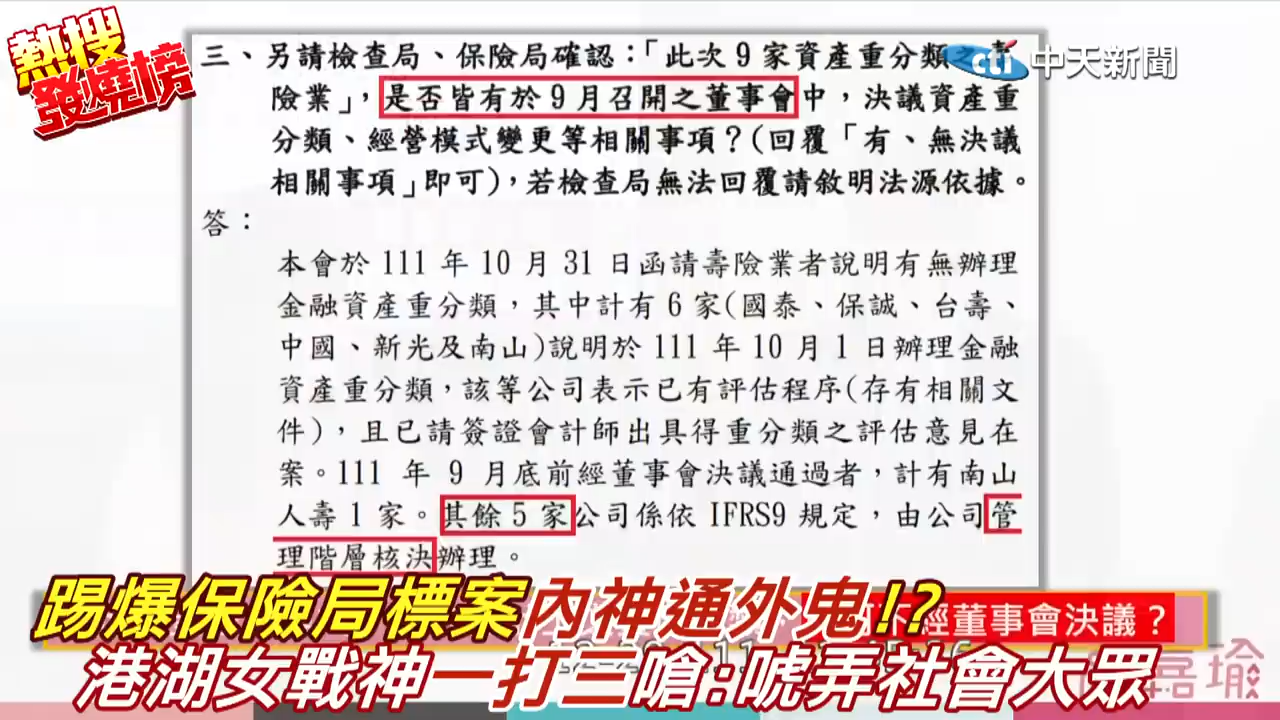 熱搜
發燒榜
cti 中天新聞
三、另請檢查局、保險局確認：「此次9家資產重分類之壽
險業」，是否皆有於9月召開之董事會中，決議資產重
分類、經營模式變更等相關事項？(回覆「有、無決議
相關事項」即可)，若檢查局無法回覆請敘明法源依據。
答：
本會於111年10月31日函請壽險業者說明有無辦理
金融資產重分類，其中計有6家(國泰、保誠、台壽、
中國、新光及南山)說明於111年10月1日辦理金融
資產重分類，該等公司表示已有評估程序(存有相關文
件)，且已請簽證會計師出具得重分類之評估意見在
案。111年9月底前經董事會決議通過者，計有南山
人壽1家。其餘5家公司係依IFRS9規定，由公司管
理階層核決辦理。
不經董事會決議？
踢爆保險局標案內神通外鬼!?
港湖女戰神一打三嗆:唬弄社會大眾
嘉瑜